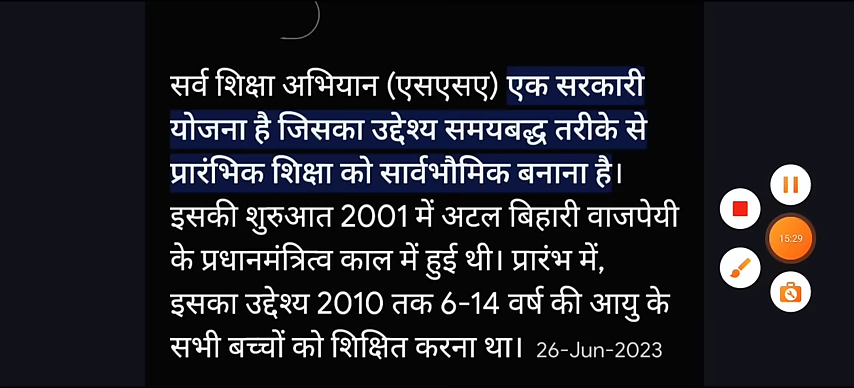 सर्व शिक्षा अभियान (एसएसए) एक सरकारी
योजना है जिसका उद्देश्य समयबद्ध तरीके से
प्रारंभिक शिक्षा को सार्वभौमिक बनाना है।
इसकी शुरुआत 2001 में अटल बिहारी वाजपेयी
के प्रधानमंत्रित्व काल में हुई थी। प्रारंभ में,
इसका उद्देश्य 2010 तक 6-14 वर्ष की आयु के
सभी बच्चों को शिक्षित करना था। 26-Jun-2023
15:29